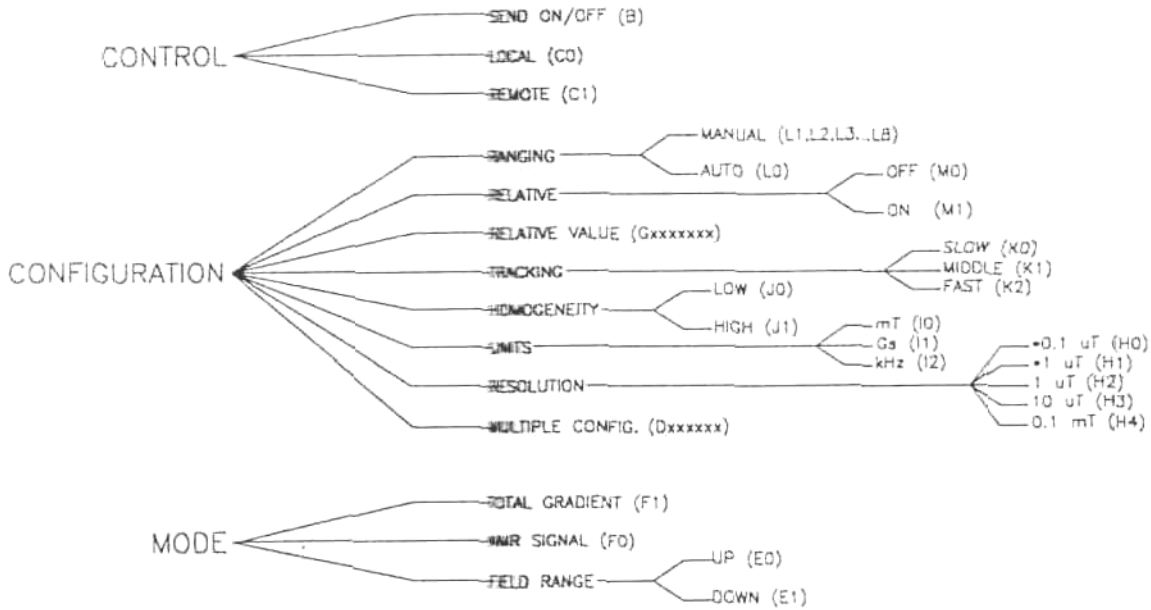 CONTROL
SEND ON/OFF (B)
LOCAL (C0)
REMOTE (C1)
CONFIGURATION
RANGING
MANUAL (L1,L2,L3...L8)
AUTO (L0)
RELATIVE
OFF (M0)
ON (M1)
RELATIVE VALUE (Gxxxxxxx)
TRACKING
SLOW (K0)
MIDDLE (K1)
FAST (K2)
HOMOGENEITY
LOW (J0)
HIGH (J1)
UNITS
mT (I0)
Gs (I1)
kHz (I2)
RESOLUTION
*0.1 uT (H0)
*1 uT (H1)
1 uT (H2)
10 uT (H3)
0.1 mT (H4)
MULTIPLE CONFIG. (Dxxxxxx)
MODE
TOTAL GRADIENT (F1)
NMR SIGNAL (F0)
FIELD RANGE
UP (E0)
DOWN (E1)